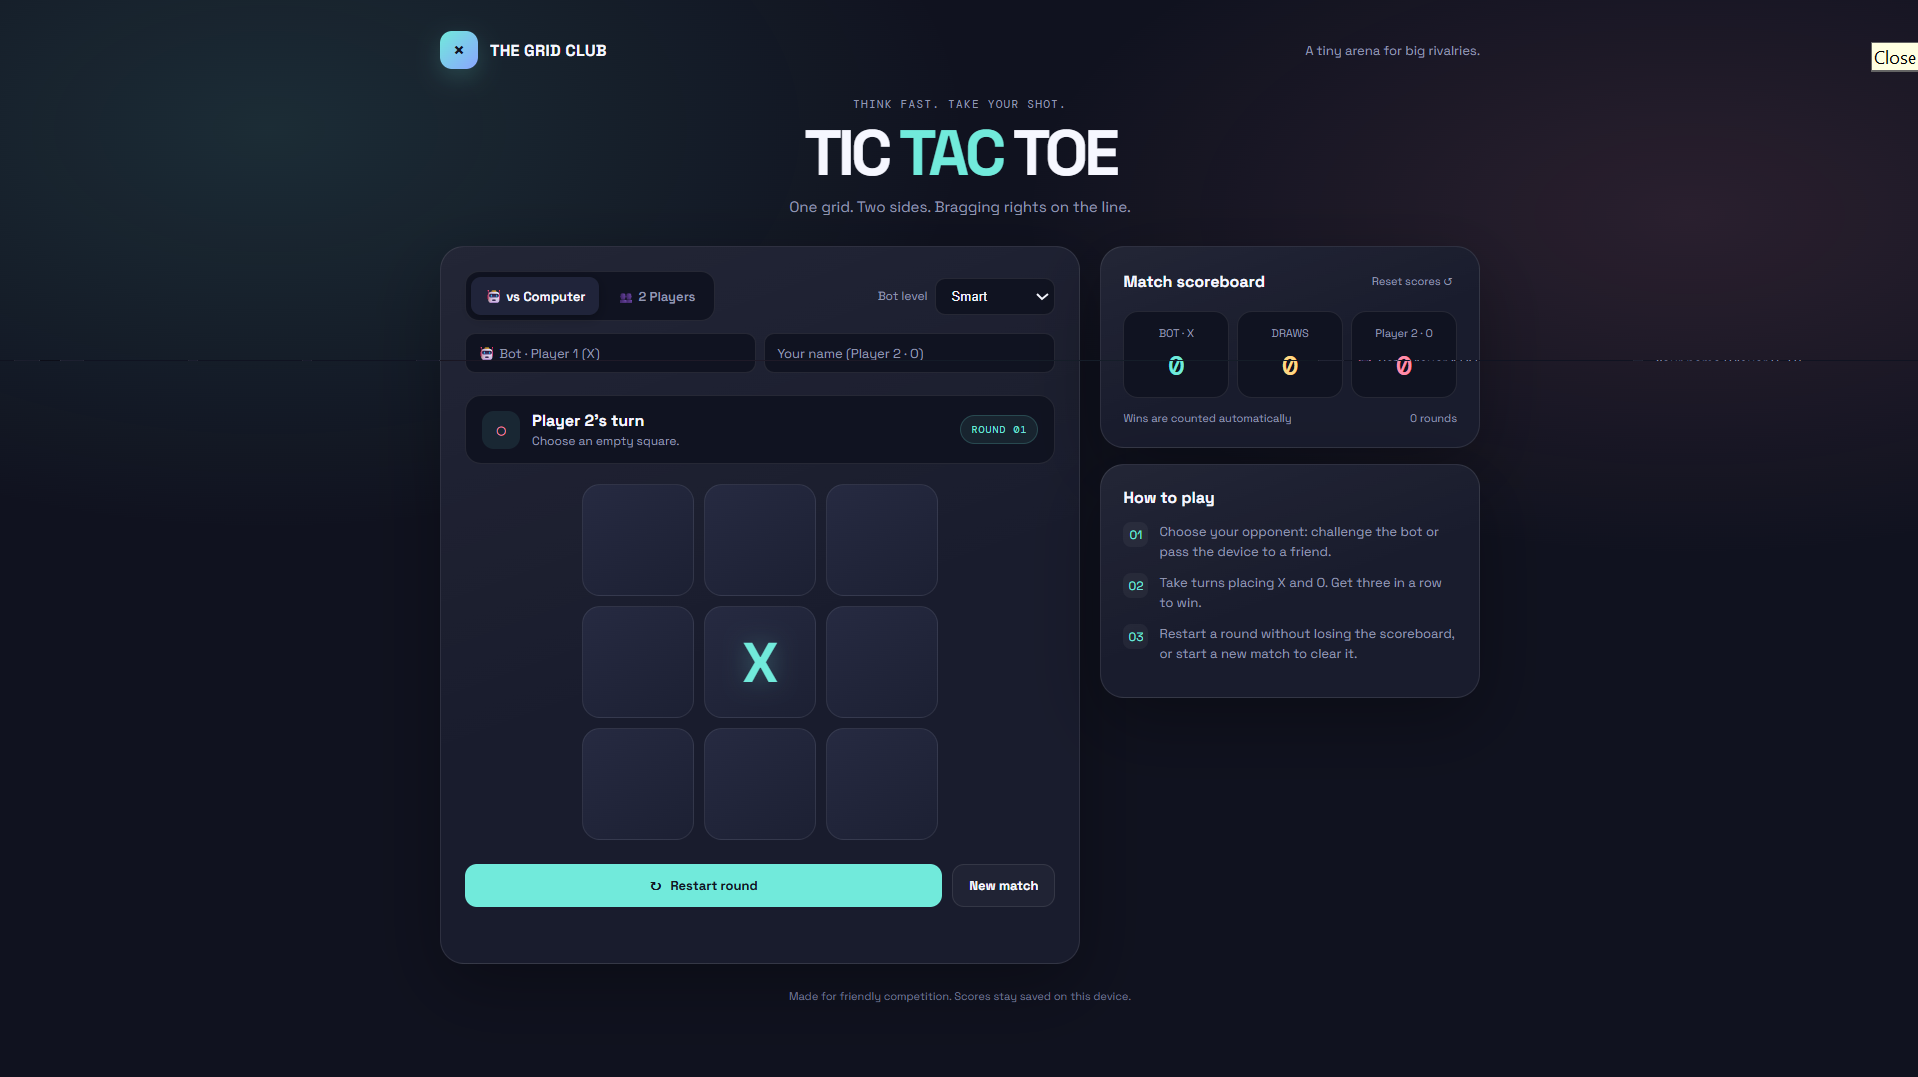 ×
THE GRID CLUB
A tiny arena for big rivalries.
Close
THINK FAST. TAKE YOUR SHOT.
TIC TAC TOE
One grid. Two sides. Bragging rights on the line.
vs Computer
2 Players
Bot level
Smart
Bot · Player 1 (X)
Your name (Player 2 · O)
○
Player 2's turn
Choose an empty square.
ROUND 01
X
↻ Restart round
New match
Match scoreboard
Reset scores ↺
BOT · X
0
DRAWS
0
Player 2 · O
0
Wins are counted automatically
0 rounds
How to play
01
Choose your opponent: challenge the bot or
pass the device to a friend.
02
Take turns placing X and O. Get three in a row
to win.
03
Restart a round without losing the scoreboard,
or start a new match to clear it.
Made for friendly competition. Scores stay saved on this device.